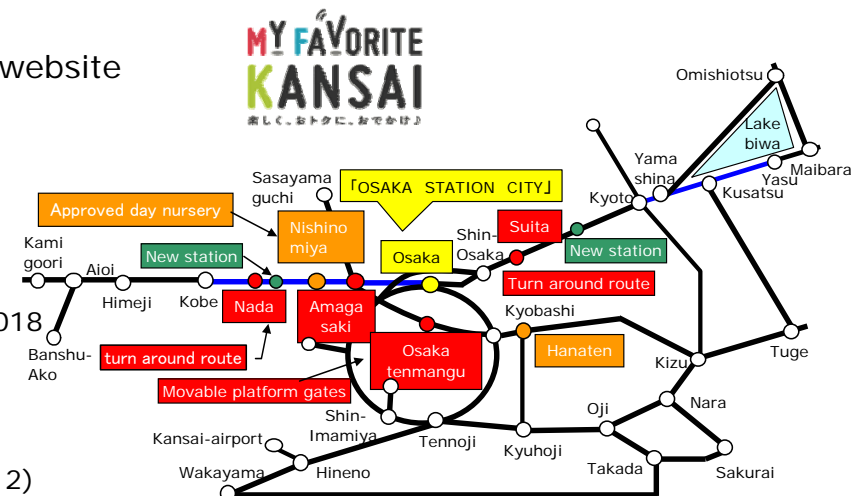 website
MY FAVORITE
KANSAI
楽しく、おトクに、おでかけ♪
Omishiotsu
Lake
biwa
Yama
shina
Maibara
Yasu
Kusatsu
Kyoto
Sasayama
guchi
「OSAKA STATION CITY」
Approved day nursery
Nishino
miya
Suita
Shin-
Osaka
New station
Kami
goori
New station
Osaka
Aioi
Turn around route
Himeji
Kobe
Nada
Amaga
saki
Kyobashi
018
Banshu-
Ako
turn around route
Osaka
tenmangu
Hanaten
Kizu
Tuge
Movable platform gates
Nara
Shin-
Imamiya
Oji
Kansai-airport
Tennoji
Kyuhoji
Wakayama
Hineno
Takada
Sakurai
2)